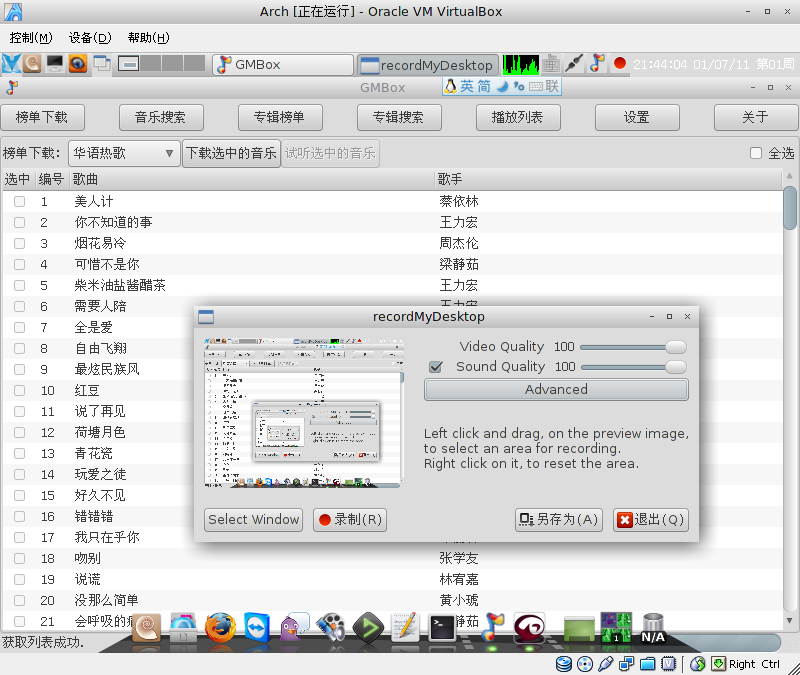 Arch [正在运行] - Oracle VM VirtualBox
控制(M) 设备(D) 帮助(H)
GMBox recordMyDesktop 21:44:04 01/07/11 第01周
GMBox 英 简 联
榜单下载 音乐搜索 专辑榜单 专辑搜索 播放列表 设置 关于
榜单下载: 华语热歌 下载选中的音乐 试听选中的音乐 全选
选中 编号 歌曲 歌手
1 美人计 蔡依林
2 你不知道的事 王力宏
3 烟花易冷 周杰伦
4 可惜不是你 梁静茹
5 柴米油盐酱醋茶 王力宏
6 需要人陪 王力宏
7 全是爱
8 自由飞翔
9 最炫民族风
10 红豆
11 说了再见
12 荷塘月色
13 青花瓷
14 玩爱之徒
15 好久不见
16 错错错
17 我只在乎你
18 吻别 张学友
19 说谎 林宥嘉
20 没那么简单 黄小琥
21 会呼吸的 静茹
recordMyDesktop
Video Quality 100
Sound Quality 100
Advanced
Left click and drag, on the preview image,
to select an area for recording.
Right click on it, to reset the area.
Select Window 录制(R) 另存为(A) 退出(Q)
获取列表成功.
1 N/A
Right Ctrl